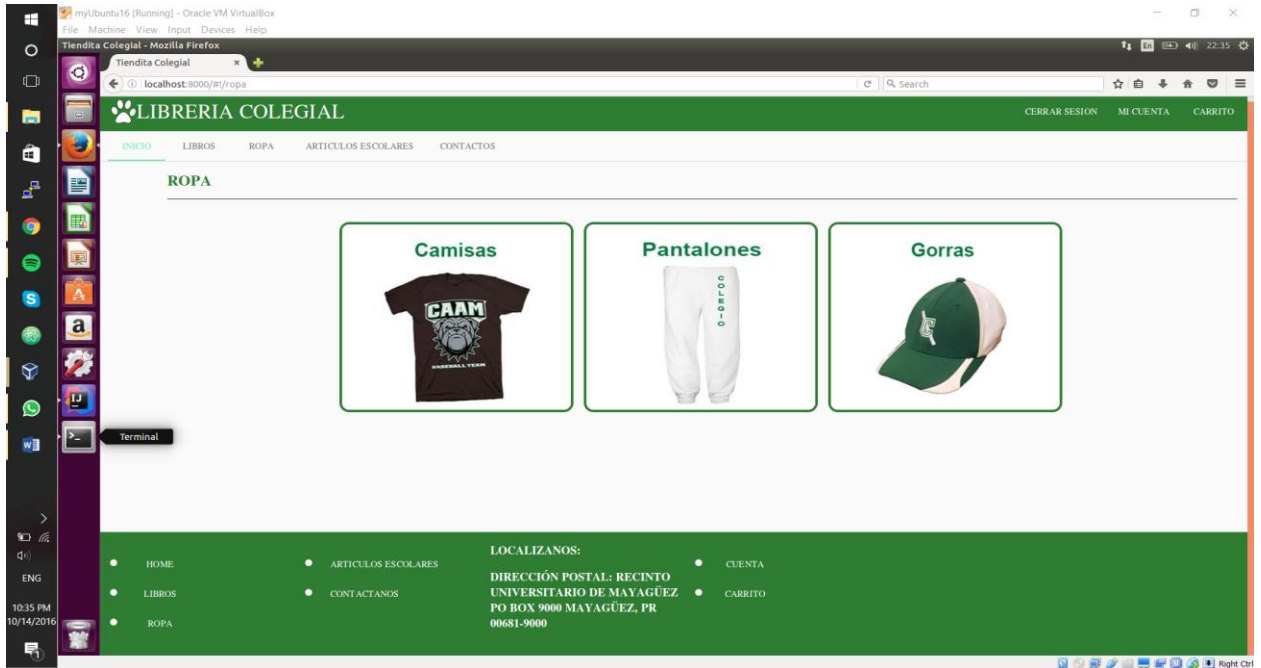 myUbuntu16 [Running] - Oracle VM VirtualBox
File Machine View Input Devices Help
Tiendita Colegial - Mozilla Firefox
En 22:35
Tiendita Colegial
localhost:8000/#!/ropa
Search
LIBRERIA COLEGIAL
CERRAR SESION MI CUENTA CARRITO
INICIO LIBROS ROPA ARTICULOS ESCOLARES CONTACTOS
ROPA
Camisas
CAAM
BASEBALL TEAM
Pantalones
COLEGIO
Gorras
C
Terminal
HOME
LIBROS
ROPA
ARTICULOS ESCOLARES
CONTACTANOS
LOCALIZANOS:
DIRECCIÓN POSTAL: RECINTO
UNIVERSITARIO DE MAYAGÜEZ
PO BOX 9000 MAYAGÜEZ, PR
00681-9000
CUENTA
CARRITO
ENG
10:35 PM
10/14/2016
Right Ctrl